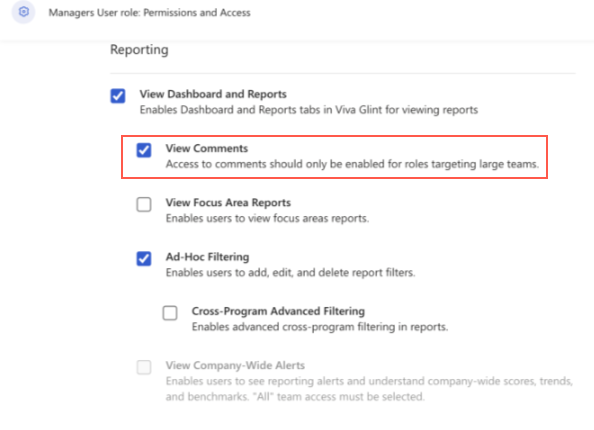 Managers User role: Permissions and Access
Reporting
View Dashboard and Reports
Enables Dashboard and Reports tabs in Viva Glint for viewing reports
View Comments
Access to comments should only be enabled for roles targeting large teams.
View Focus Area Reports
Enables users to view focus areas reports.
Ad-Hoc Filtering
Enables users to add, edit, and delete report filters.
Cross-Program Advanced Filtering
Enables advanced cross-program filtering in reports.
View Company-Wide Alerts
Enables users to see reporting alerts and understand company-wide scores, trends,
and benchmarks. "All" team access must be selected.